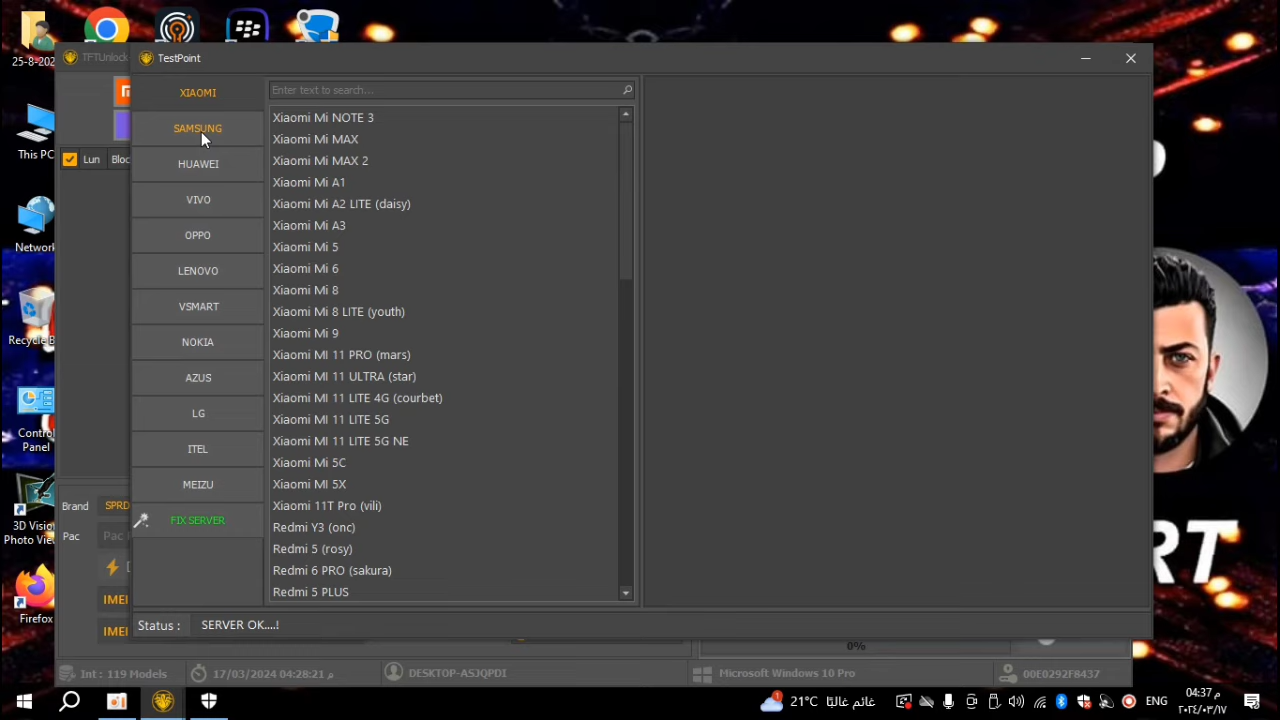 25-8-202
This PC
Network
Recycle B
Control
Panel
3D Vision
Photo Vie
Firefox
TFTUnlock
TestPoint
Lun
Bloc
XIAOMI
SAMSUNG
HUAWEI
VIVO
OPPO
LENOVO
VSMART
NOKIA
AZUS
LG
ITEL
MEIZU
FIX SERVER
Enter text to search...
Xiaomi Mi NOTE 3
Xiaomi Mi MAX
Xiaomi Mi MAX 2
Xiaomi Mi A1
Xiaomi Mi A2 LITE (daisy)
Xiaomi Mi A3
Xiaomi Mi 5
Xiaomi Mi 6
Xiaomi Mi 8
Xiaomi Mi 8 LITE (youth)
Xiaomi Mi 9
Xiaomi MI 11 PRO (mars)
Xiaomi MI 11 ULTRA (star)
Xiaomi MI 11 LITE 4G (courbet)
Xiaomi MI 11 LITE 5G
Xiaomi MI 11 LITE 5G NE
Xiaomi Mi 5C
Xiaomi MI 5X
Xiaomi 11T Pro (vili)
Redmi Y3 (onc)
Redmi 5 (rosy)
Redmi 6 PRO (sakura)
Redmi 5 PLUS
Brand SPRD
Pac Pac
IMEI
IMEI
Status : SERVER OK....!
0%
RT
Int : 119 Models
17/03/2024 04:28:21 م
DESKTOP-ASJQPDI
Microsoft Windows 10 Pro
00E0292F8437
21°C غائم غالبًا
ENG
04:37 م
٢٠٢٤/٠٣/١٧